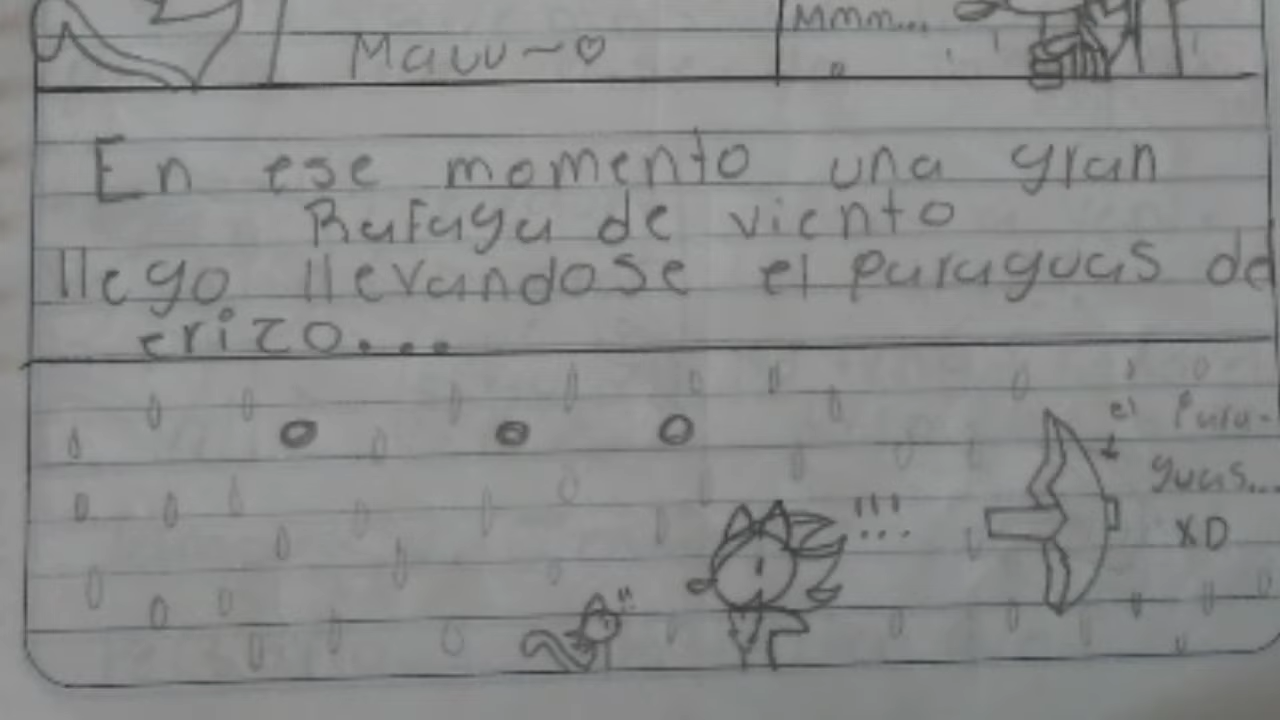 Mauu~♡
Mmm...
En ese momento una gran
Rafaga de viento
llego llevandose el paraguas de
erizo...
!!!
el Para-
guas...
XD